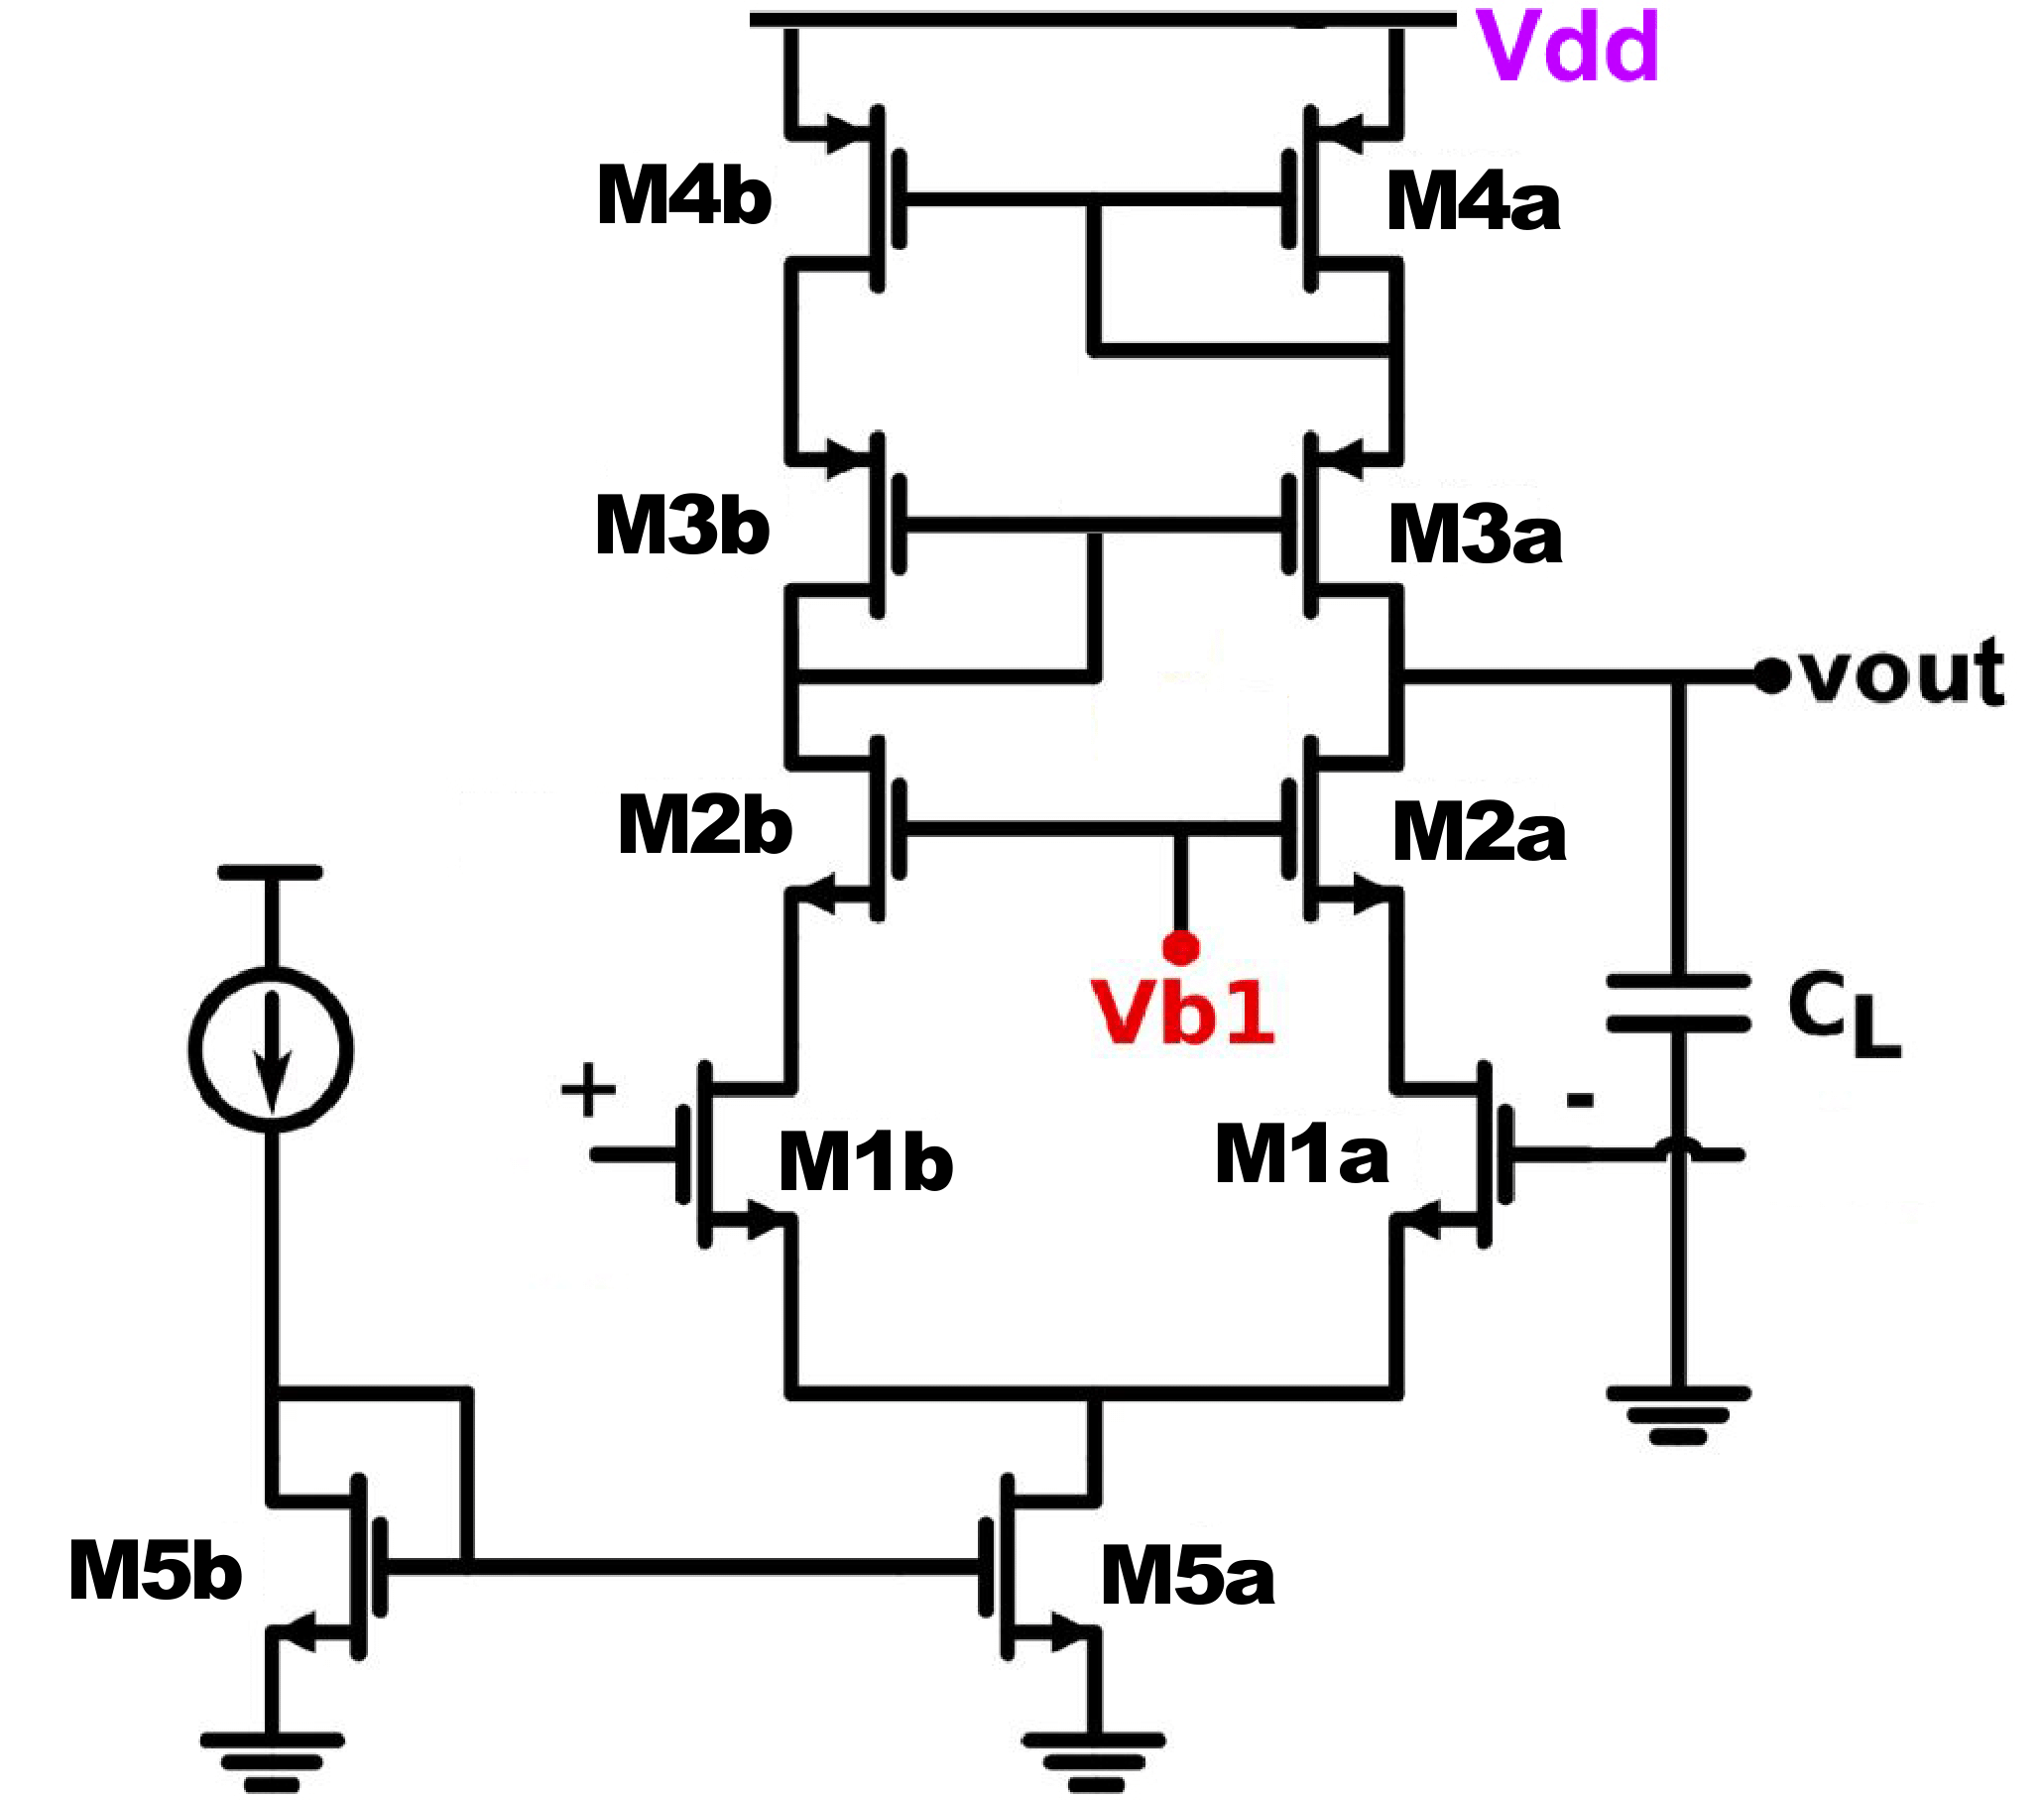 Vdd
M4b
M4a
M3b
M3a
vout
M2b
M2a
Vb1
CL
+
-
M1b
M1a
M5b
M5a